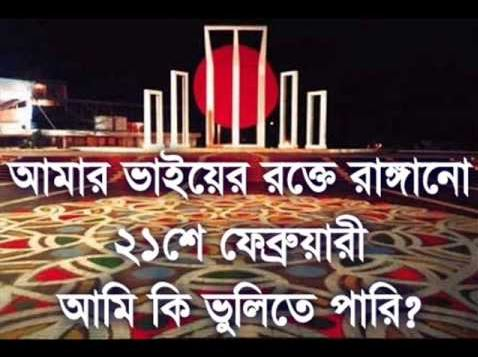 আমার ভাইয়ের রক্তে রাঙ্গানো
২১শে ফেব্রুয়ারী
আমি কি ভুলিতে পারি?